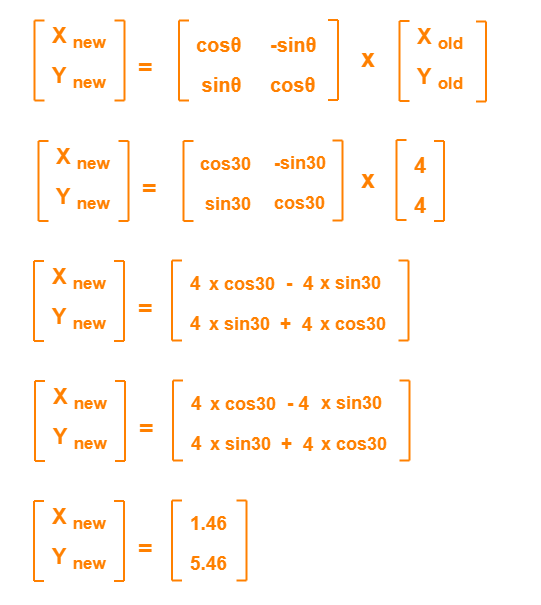 X new = cosθ -sinθ x X old
Y new sinθ cosθ Y old
X new = cos30 -sin30 x 4
Y new sin30 cos30 4
X new = 4 x cos30 - 4 x sin30
Y new 4 x sin30 + 4 x cos30
X new = 4 x cos30 - 4 x sin30
Y new 4 x sin30 + 4 x cos30
X new = 1.46
Y new 5.46